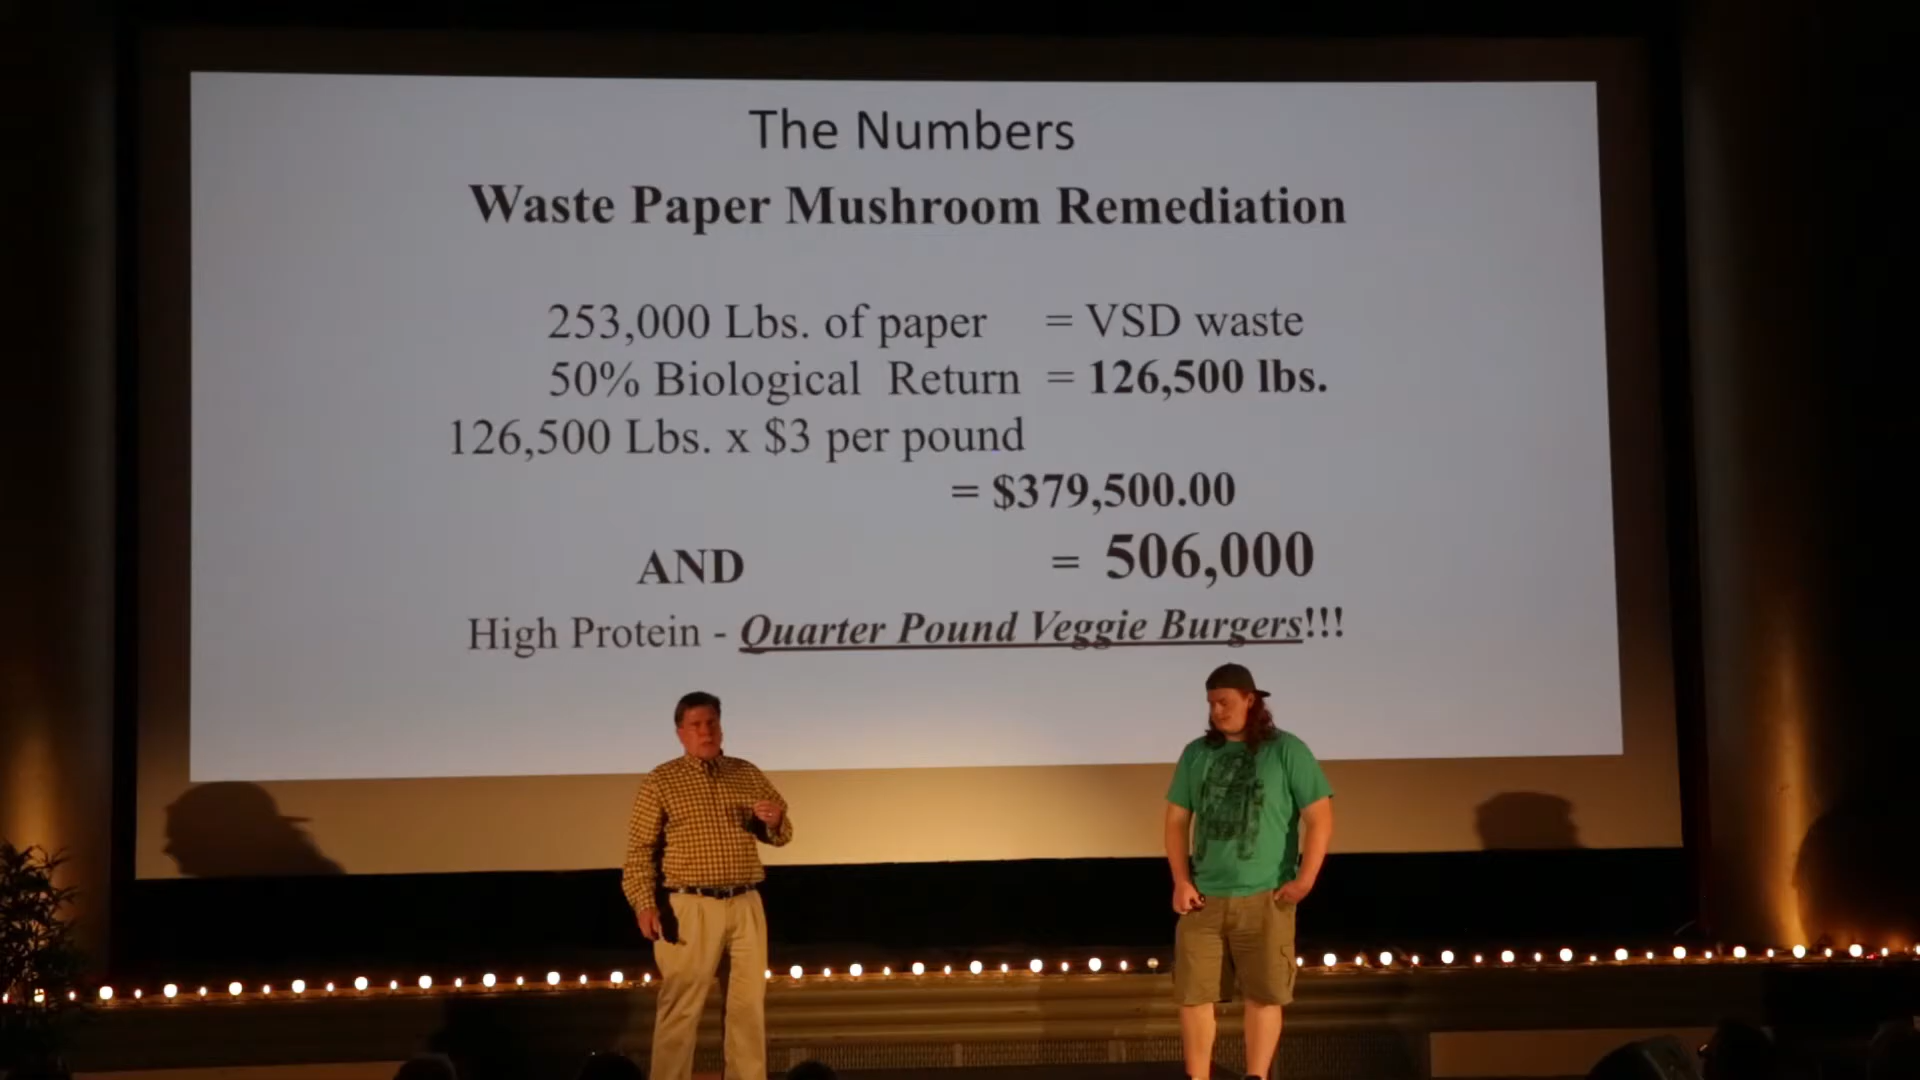 The Numbers
Waste Paper Mushroom Remediation
253,000 Lbs. of paper = VSD waste
50% Biological Return = 126,500 lbs.
126,500 Lbs. x $3 per pound
= $379,500.00
AND = 506,000
High Protein - Quarter Pound Veggie Burgers!!!